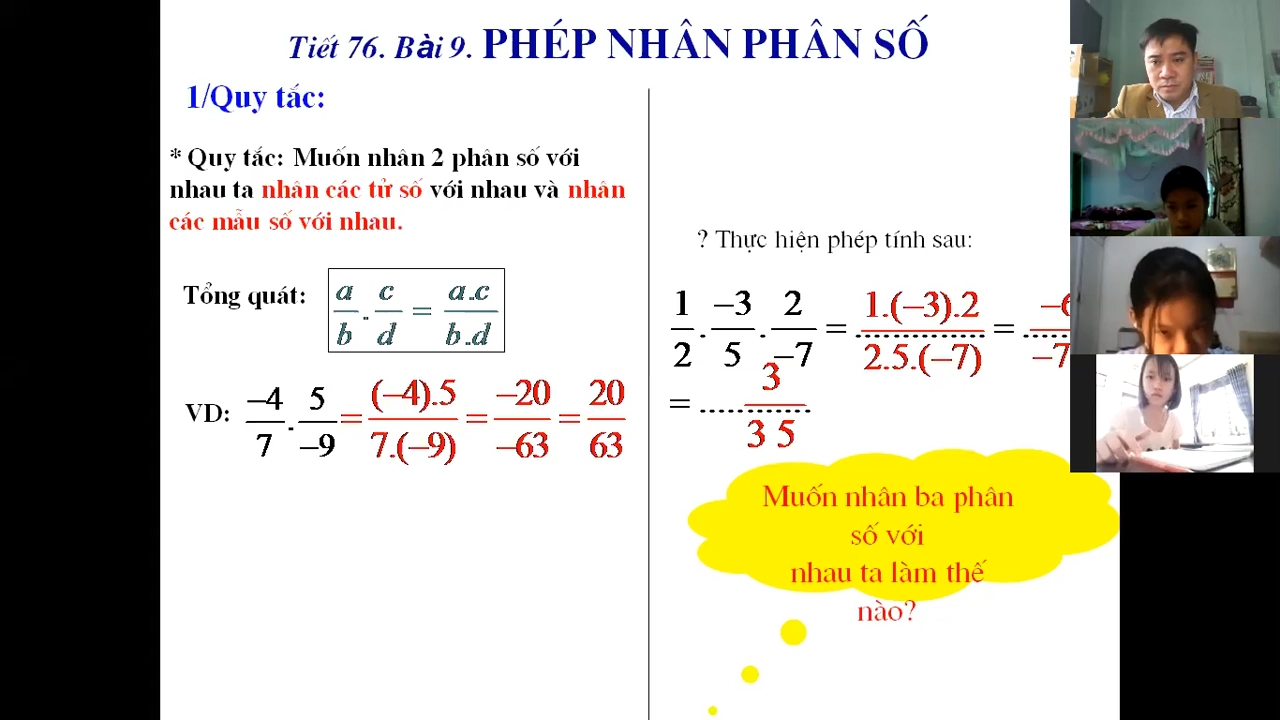 Tiết 76. Bài 9. PHÉP NHÂN PHÂN SỐ
1/Quy tắc:
* Quy tắc: Muốn nhân 2 phân số với
nhau ta nhân các tử số với nhau và nhân
các mẫu số với nhau.
Tổng quát: a/b . c/d = a.c/b.d
VD: −4/7 . 5/−9 = (−4).5/7.(−9) = −20/−63 = 20/63
? Thực hiện phép tính sau:
1/2 . −3/5 . 2/−7 = 1.(−3).2/2.5.(−7) =
= 3/35
Muốn nhân ba phân
số với
nhau ta làm thế
nào?